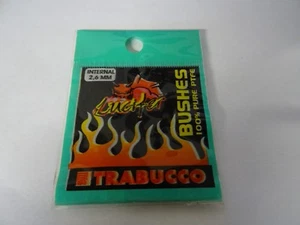 INTERNAL
2,6 MM
BUSHES
100% PURE PTFE
TRABUCCO